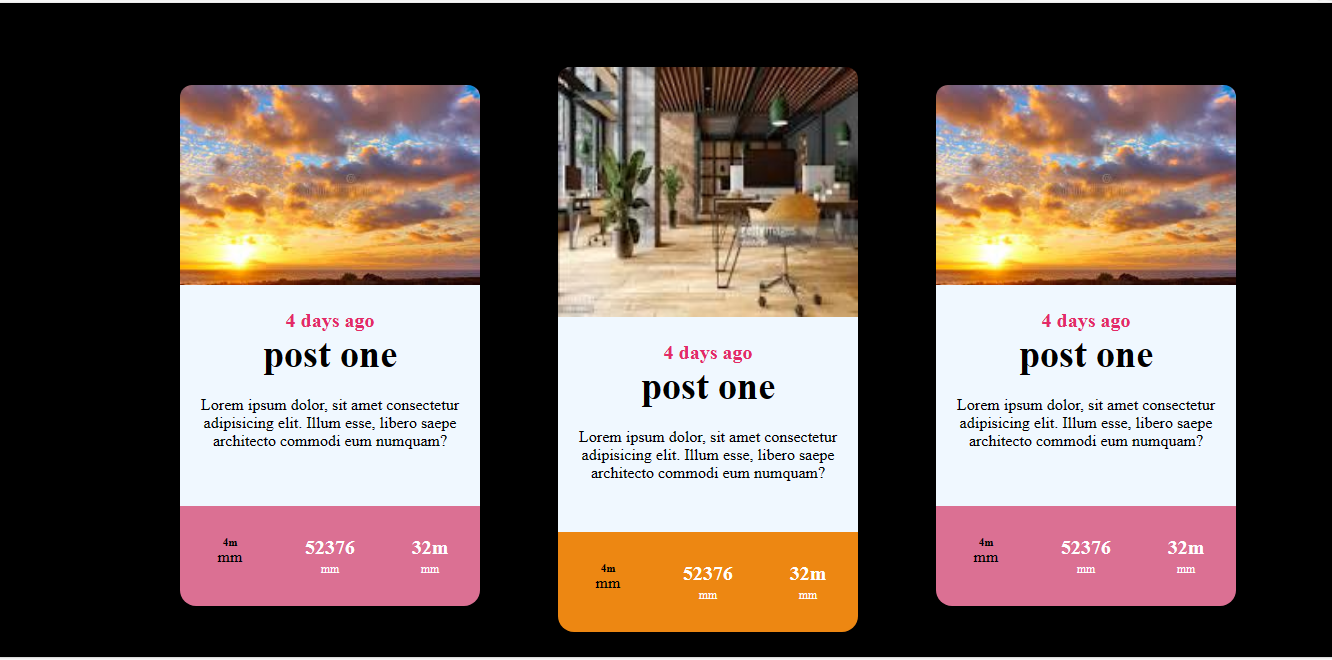 4 days ago
post one
Lorem ipsum dolor, sit amet consectetur
adipisicing elit. Illum esse, libero saepe
architecto commodi eum numquam?
4m
mm
52376
mm
32m
mm
4 days ago
post one
Lorem ipsum dolor, sit amet consectetur
adipisicing elit. Illum esse, libero saepe
architecto commodi eum numquam?
4m
mm
52376
mm
32m
mm
4 days ago
post one
Lorem ipsum dolor, sit amet consectetur
adipisicing elit. Illum esse, libero saepe
architecto commodi eum numquam?
4m
mm
52376
mm
32m
mm